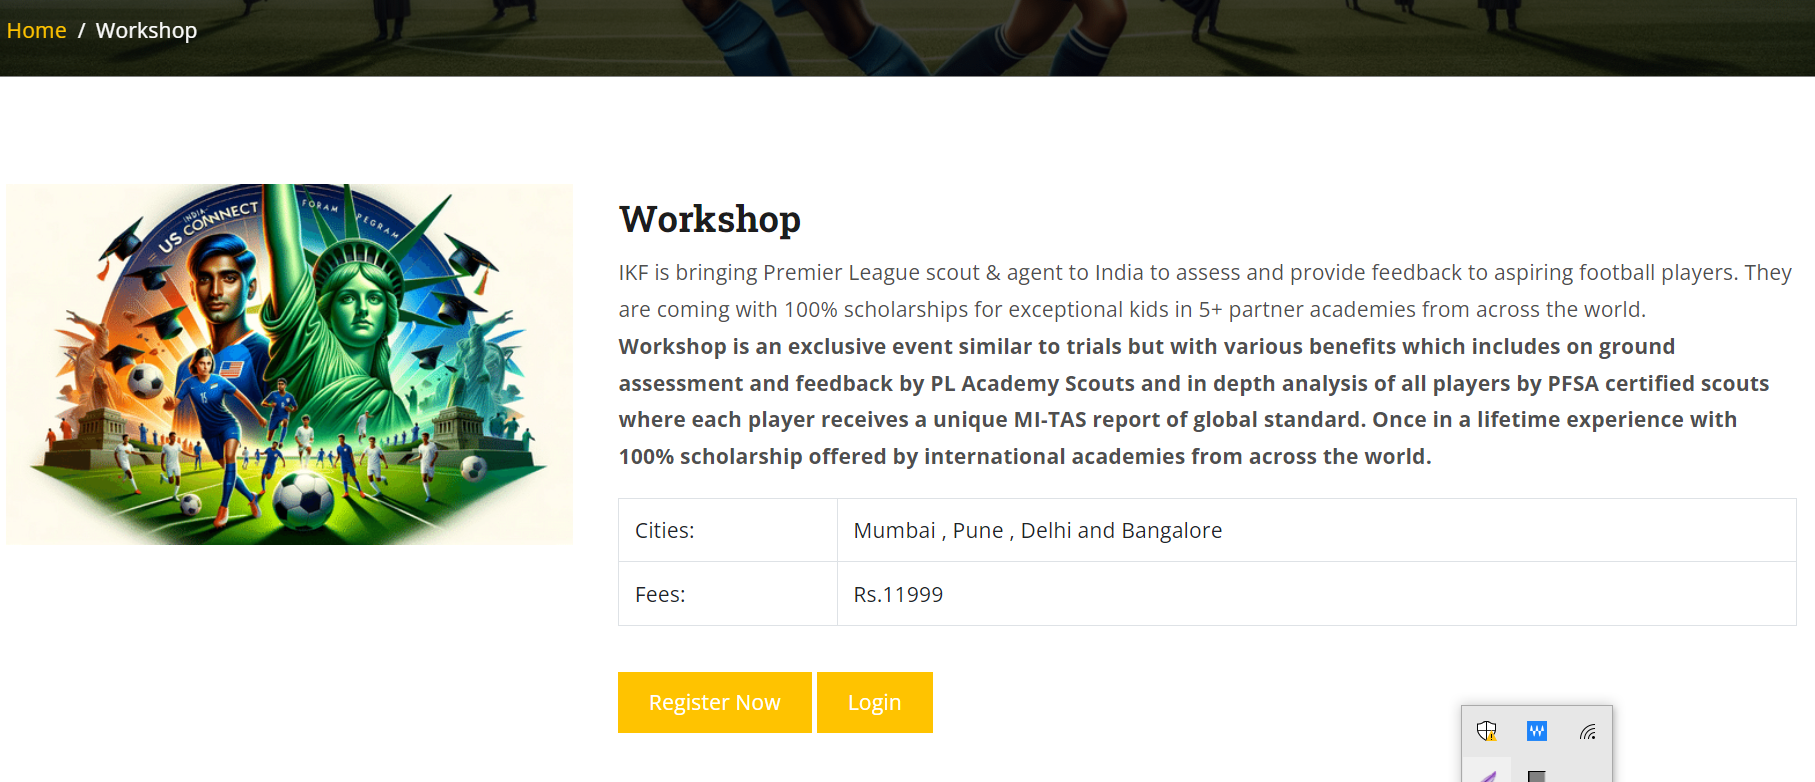 Home / Workshop
INDIA-
US CONNNECT
FORAM PEGRAM
15
Workshop
IKF is bringing Premier League scout & agent to India to assess and provide feedback to aspiring football players. They
are coming with 100% scholarships for exceptional kids in 5+ partner academies from across the world.
Workshop is an exclusive event similar to trials but with various benefits which includes on ground
assessment and feedback by PL Academy Scouts and in depth analysis of all players by PFSA certified scouts
where each player receives a unique MI-TAS report of global standard. Once in a lifetime experience with
100% scholarship offered by international academies from across the world.
Cities: Mumbai , Pune , Delhi and Bangalore
Fees: Rs.11999
Register Now Login